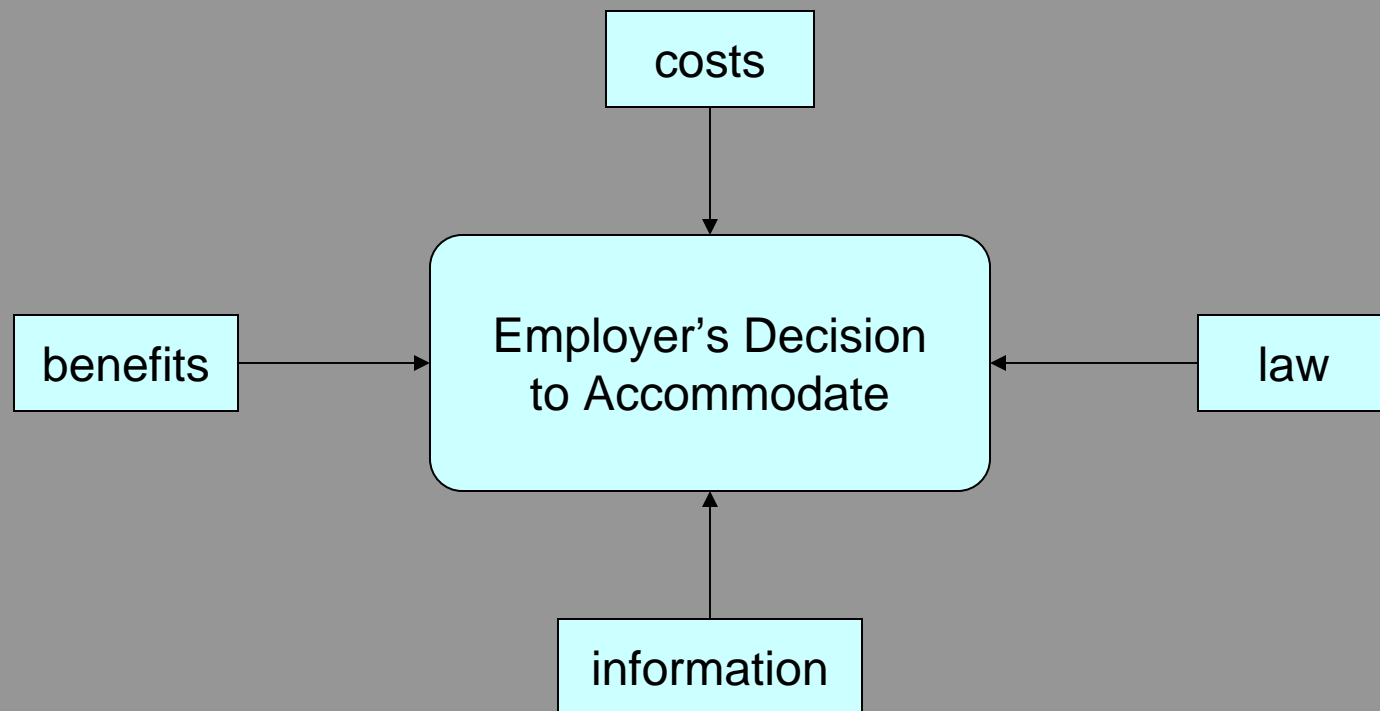 costs
benefits
Employer’s Decision
to Accommodate
law
information